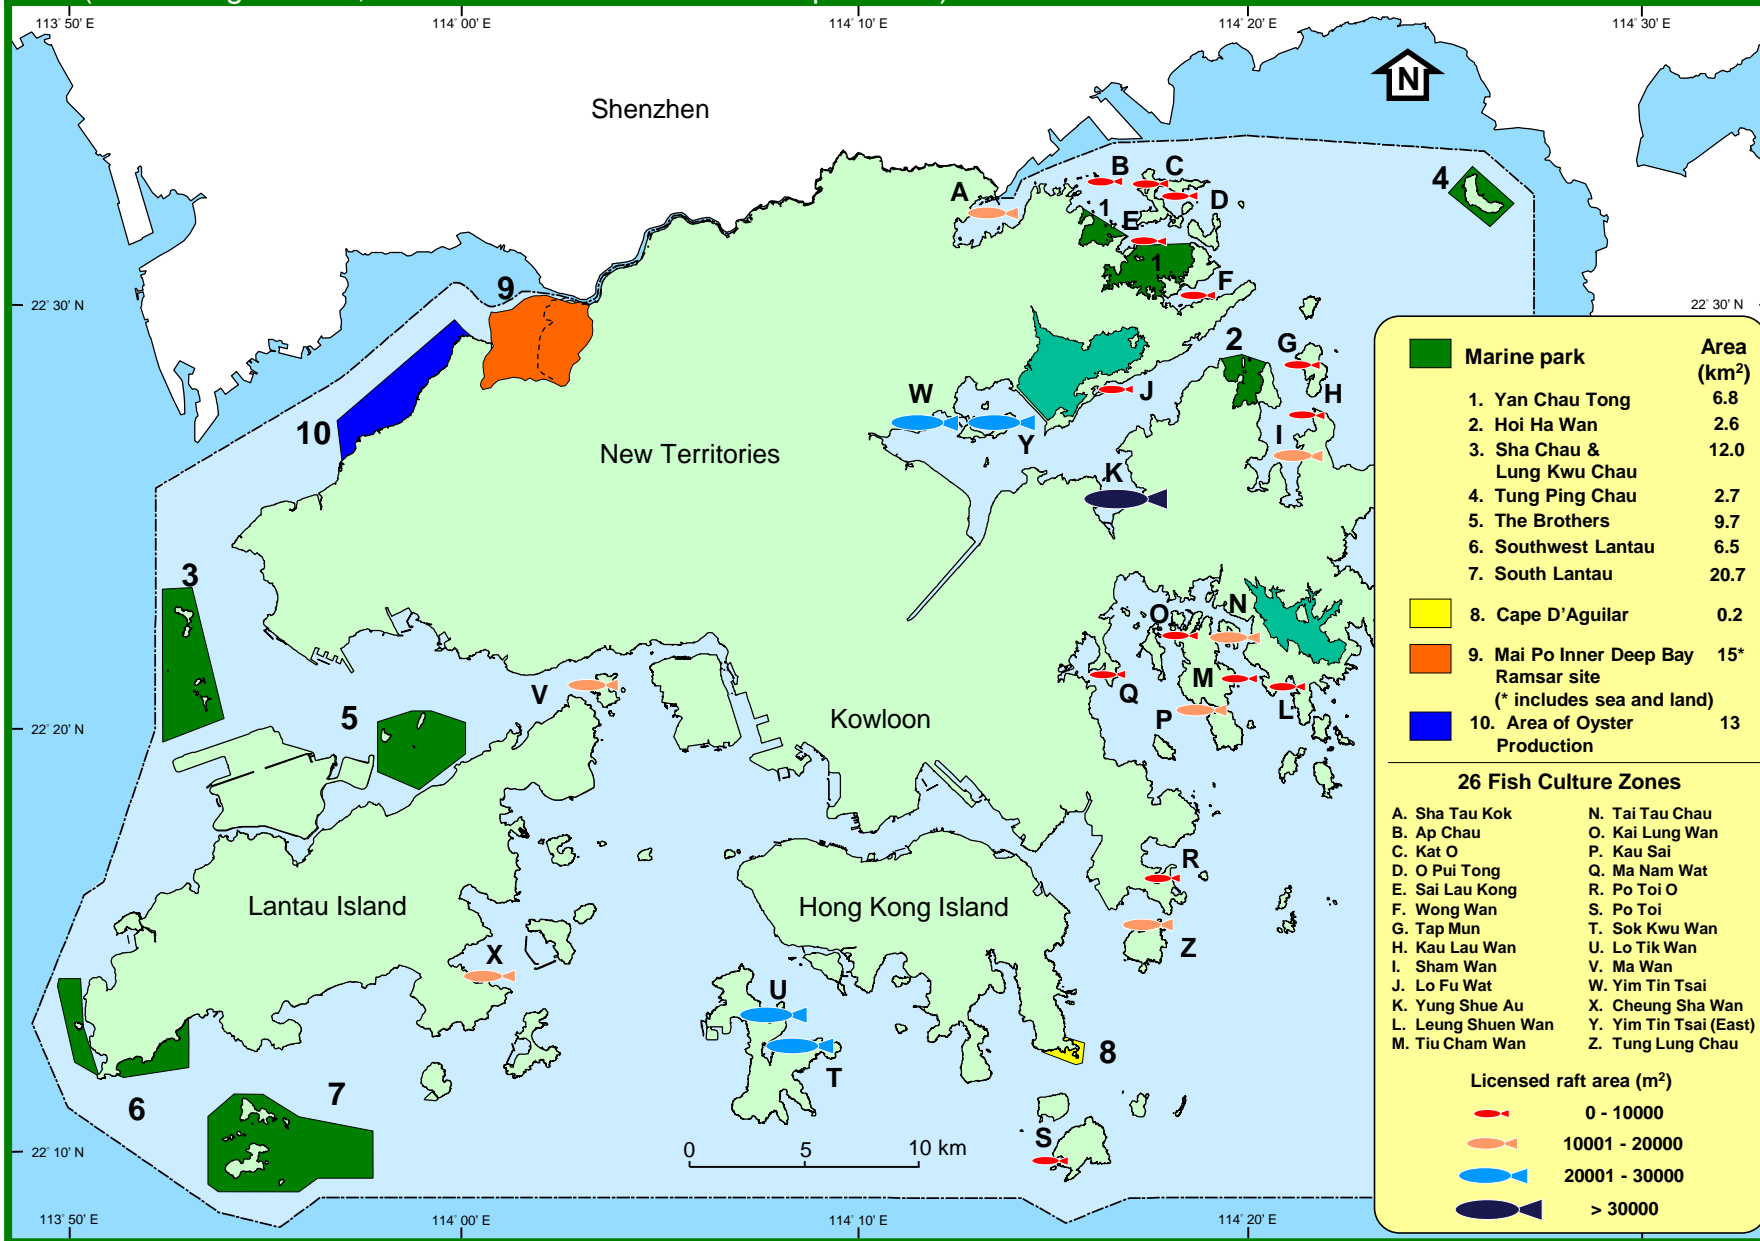 113° 50' E
114° 00' E
114° 10' E
114° 20' E
114° 30' E
N
Shenzhen
A
B
C
D
1
E
1
F
4
22° 30' N
9
22° 30' N
10
W
Y
J
2
G
H
I
K
New Territories
3
O
N
Q
M
P
L
V
5
22° 20' N
Kowloon
Lantau Island
Hong Kong Island
R
Z
X
U
T
8
6
7
S
22° 10' N
0
5
10 km
113° 50' E
114° 00' E
114° 10' E
114° 20' E
Marine park
Area
(km²)
1. Yan Chau Tong 6.8
2. Hoi Ha Wan 2.6
3. Sha Chau & 12.0
Lung Kwu Chau
4. Tung Ping Chau 2.7
5. The Brothers 9.7
6. Southwest Lantau 6.5
7. South Lantau 20.7
8. Cape D'Aguilar 0.2
9. Mai Po Inner Deep Bay 15*
Ramsar site
(* includes sea and land)
10. Area of Oyster 13
Production
26 Fish Culture Zones
A. Sha Tau Kok
B. Ap Chau
C. Kat O
D. O Pui Tong
E. Sai Lau Kong
F. Wong Wan
G. Tap Mun
H. Kau Lau Wan
I. Sham Wan
J. Lo Fu Wat
K. Yung Shue Au
L. Leung Shuen Wan
M. Tiu Cham Wan
N. Tai Tau Chau
O. Kai Lung Wan
P. Kau Sai
Q. Ma Nam Wat
R. Po Toi O
S. Po Toi
T. Sok Kwu Wan
U. Lo Tik Wan
V. Ma Wan
W. Yim Tin Tsai
X. Cheung Sha Wan
Y. Yim Tin Tsai (East)
Z. Tung Lung Chau
Licensed raft area (m²)
0 - 10000
10001 - 20000
20001 - 30000
> 30000